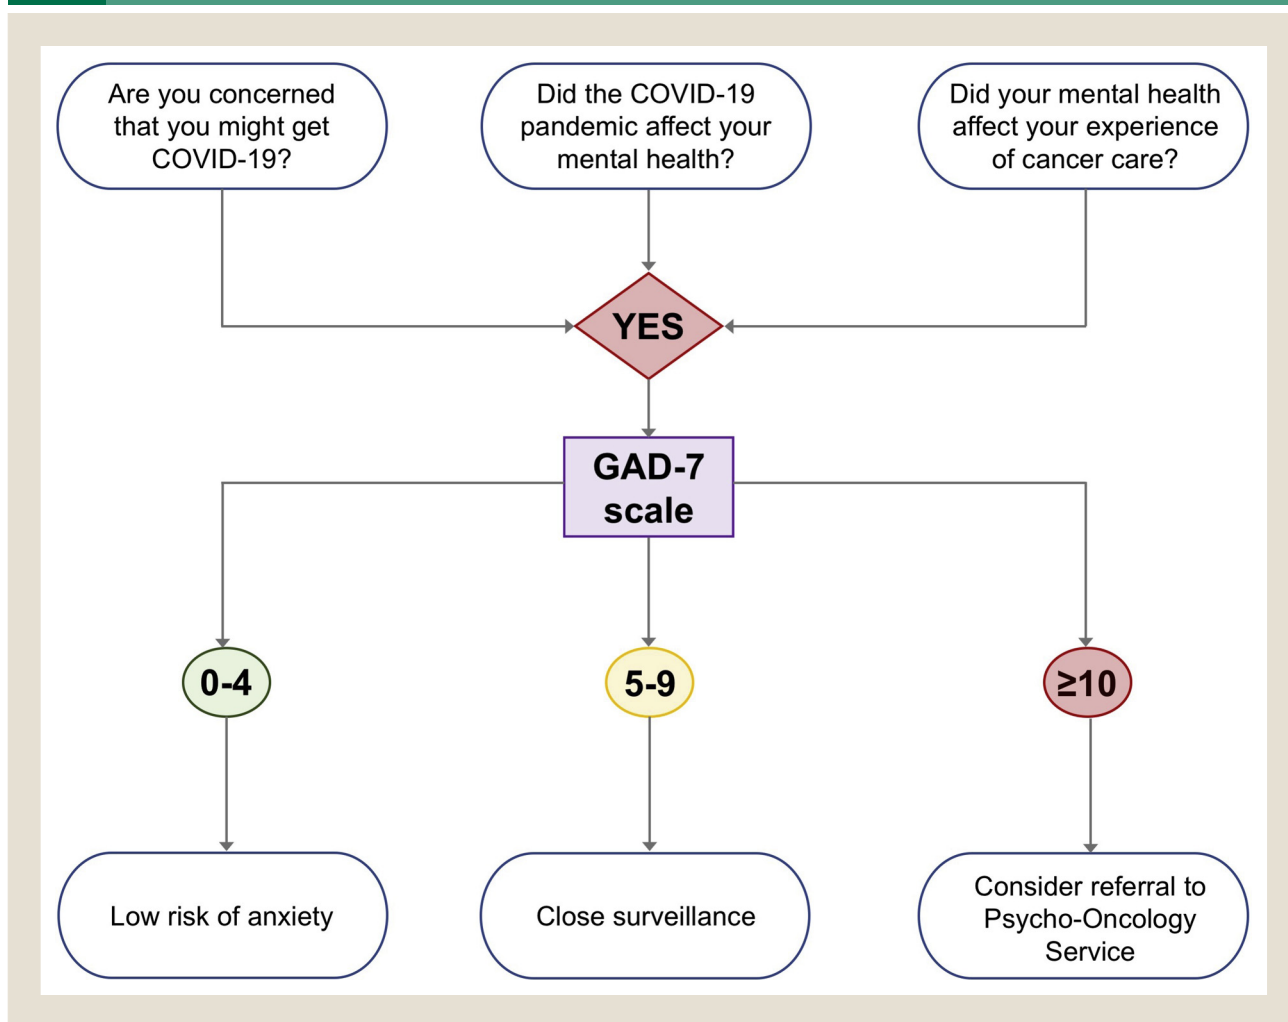 Are you concerned
that you might get
COVID-19?
Did the COVID-19
pandemic affect your
mental health?
Did your mental health
affect your experience
of cancer care?
YES
GAD-7
scale
0-4
5-9
≥10
Low risk of anxiety
Close surveillance
Consider referral to
Psycho-Oncology
Service